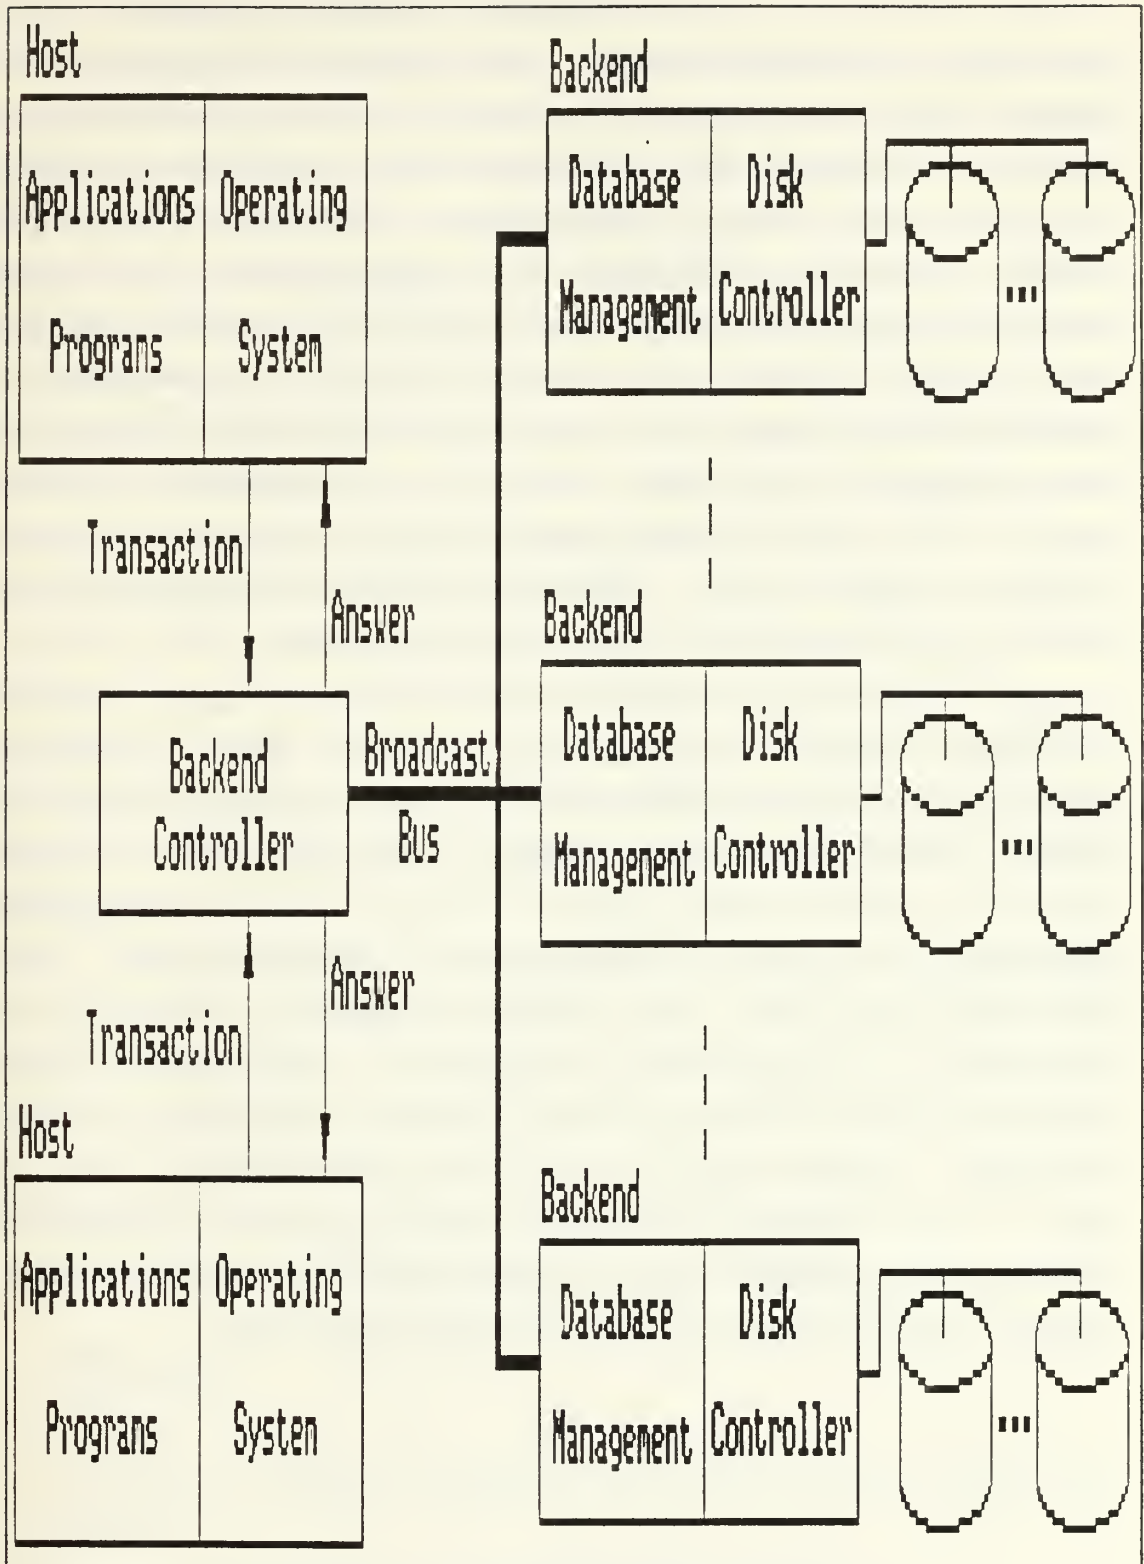 Host
Applications
Programs
Operating
System
Transaction
Answer
Backend
Controller
Broadcast
Bus
Answer
Transaction
Host
Applications
Programs
Operating
System
Backend
Database
Management
Disk
Controller
...
Backend
Database
Management
Disk
Controller
...
Backend
Database
Management
Disk
Controller
...